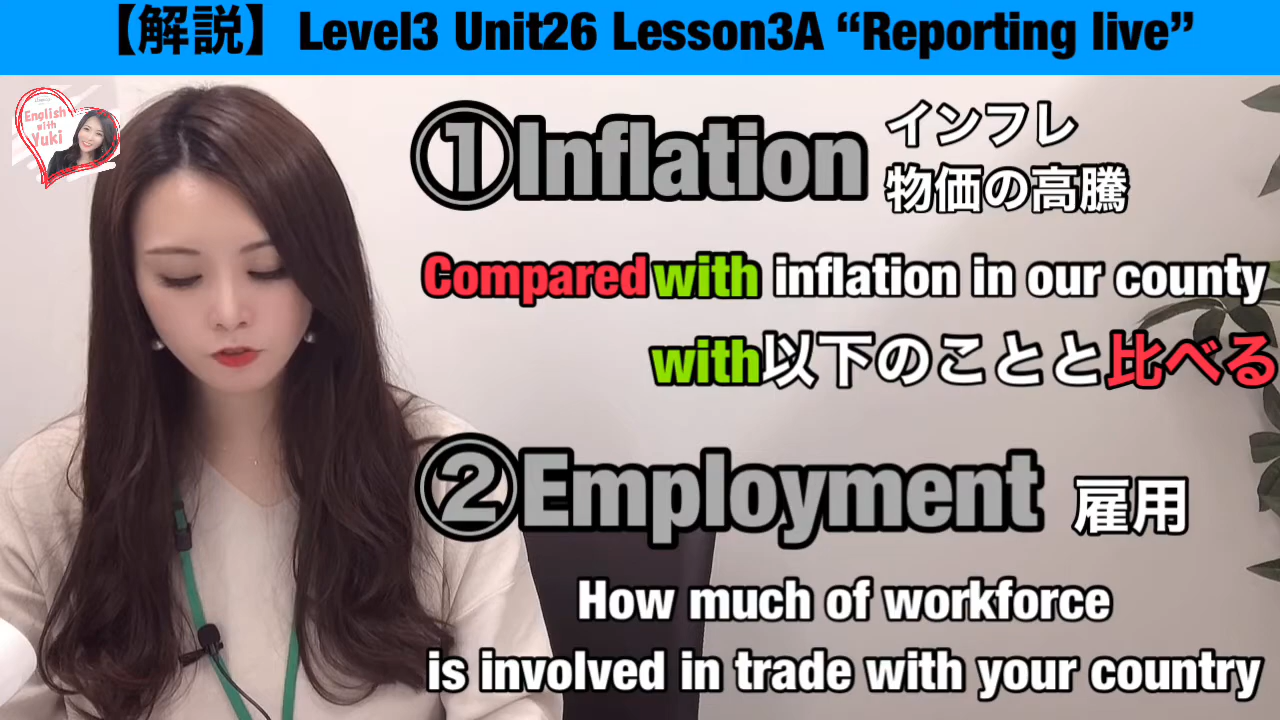 【解説】Level3 Unit26 Lesson3A “Reporting live”
English
with
Yuki
①Inflation
インフレ
物価の高騰
Compared with inflation in our county
with以下のことと比べる
②Employment 雇用
How much of workforce
is involved in trade with your country